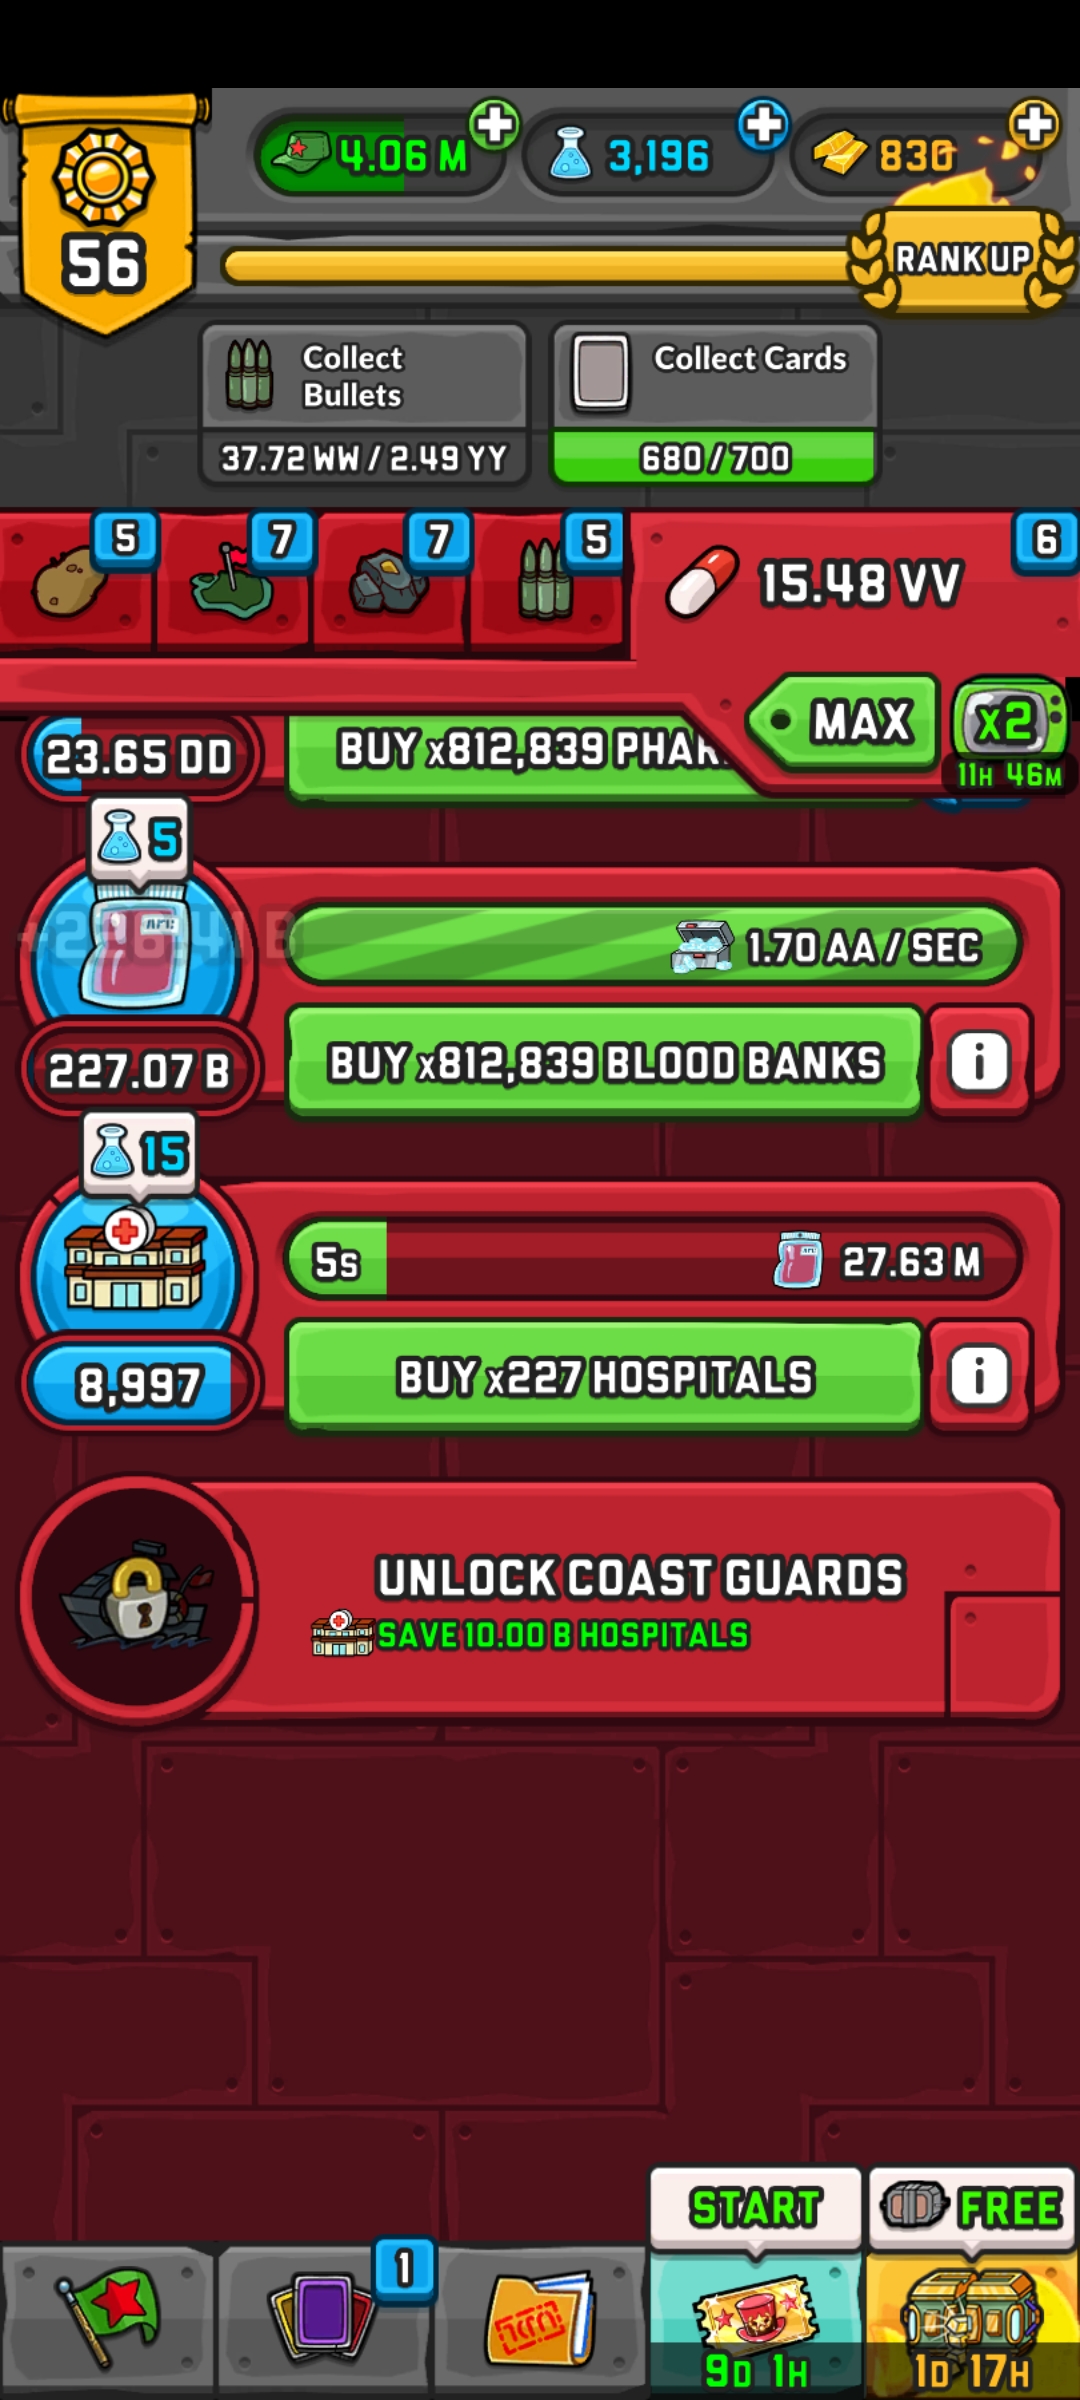 4.06 M
3,196
830
56
RANK UP
Collect
Bullets
Collect Cards
37.72 WW / 2.49 YY
680 / 700
5
7
7
5
6
15.48 VV
MAX
x2
11H 46M
23.65 DD
BUY x812,839 PHAR
5
1.70 AA / SEC
227.07 B
BUY x812,839 BLOOD BANKS
i
15
5s
27.63 M
8,997
BUY x227 HOSPITALS
i
UNLOCK COAST GUARDS
SAVE 10.00 B HOSPITALS
START
FREE
1
9D 1H
1D 17H